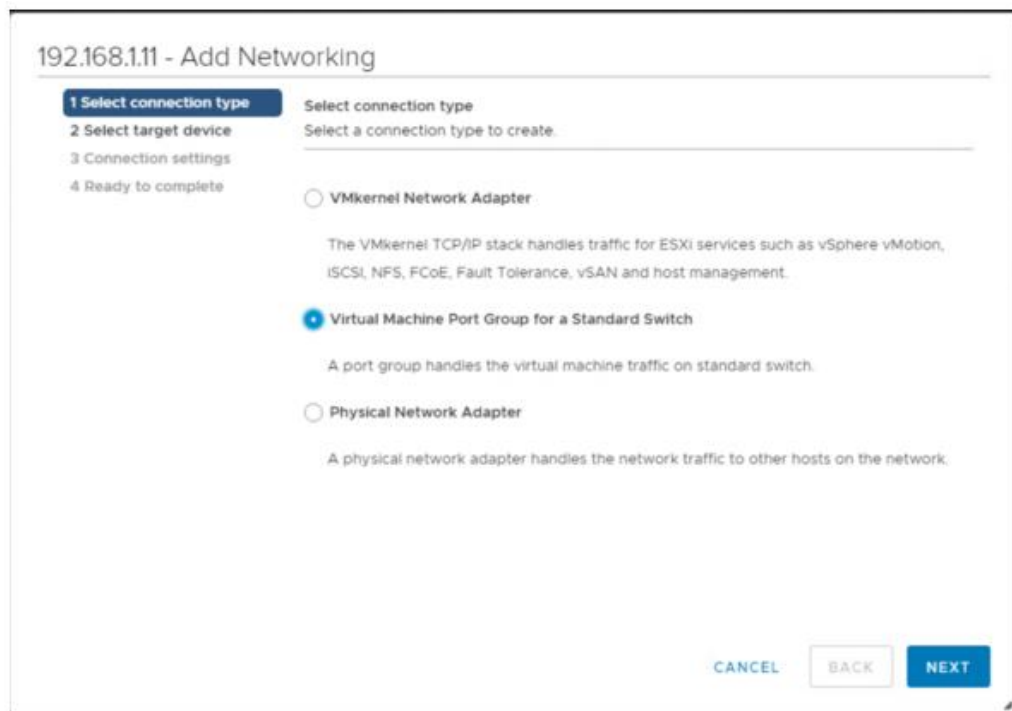 192.168.1.11 - Add Networking
1 Select connection type
2 Select target device
3 Connection settings
4 Ready to complete
Select connection type
Select a connection type to create.
VMkernel Network Adapter
The VMkernel TCP/IP stack handles traffic for ESXi services such as vSphere vMotion,
iSCSI, NFS, FCoE, Fault Tolerance, vSAN and host management.
Virtual Machine Port Group for a Standard Switch
A port group handles the virtual machine traffic on standard switch.
Physical Network Adapter
A physical network adapter handles the network traffic to other hosts on the network.
CANCEL
BACK
NEXT